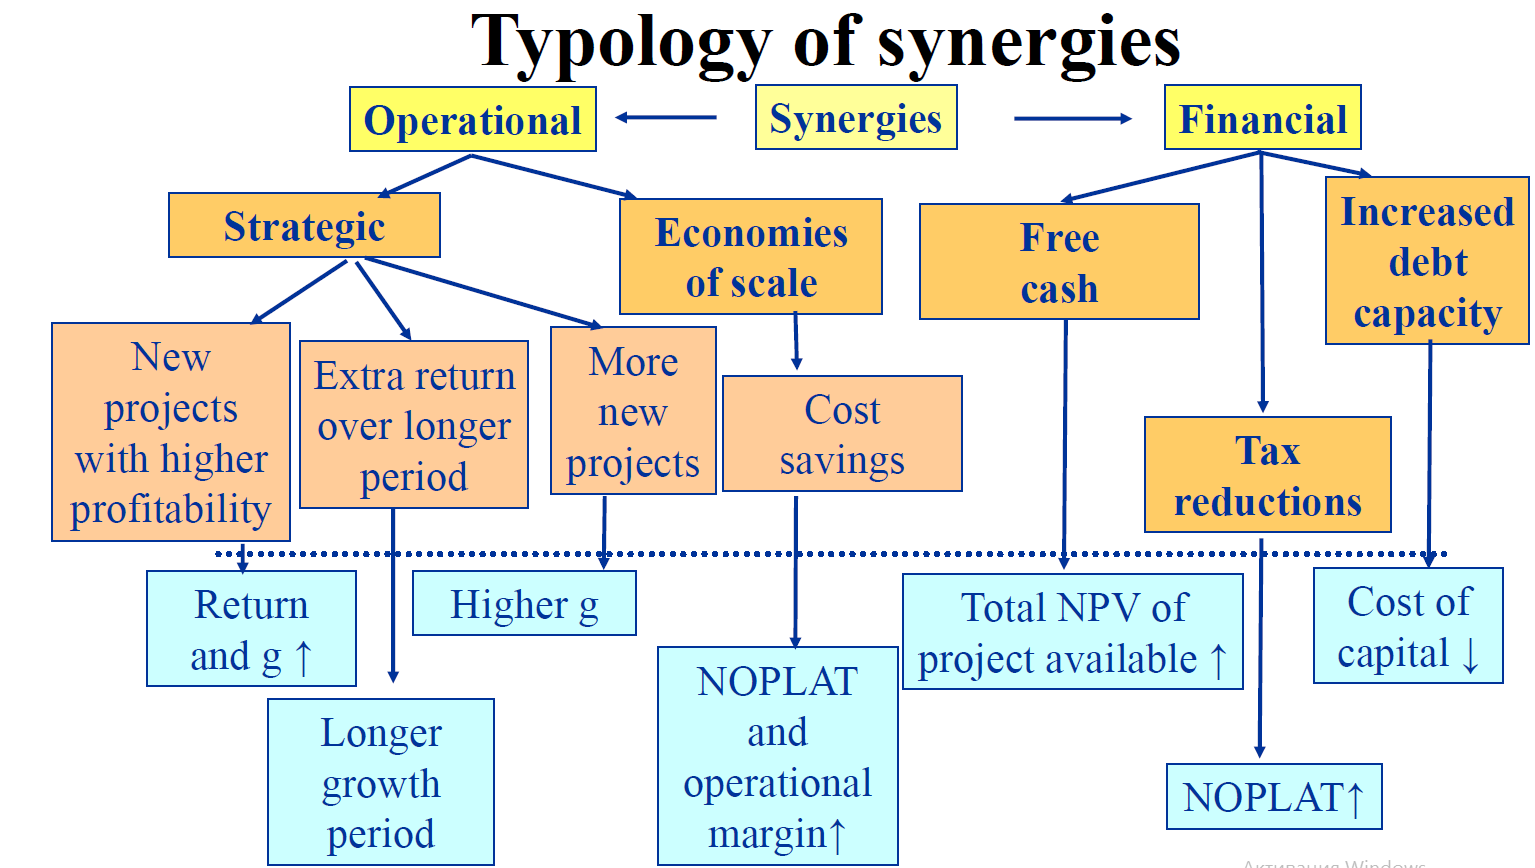 Typology of synergies
Operational
Synergies
Financial
Strategic
Economies
of scale
Free
cash
Increased
debt
capacity
New
projects
with higher
profitability
Extra return
over longer
period
More
new
projects
Cost
savings
Tax
reductions
Return
and g ↑
Higher g
Total NPV of
project available ↑
Cost of
capital ↓
Longer
growth
period
NOPLAT
and
operational
margin↑
NOPLAT↑
Активация Windows